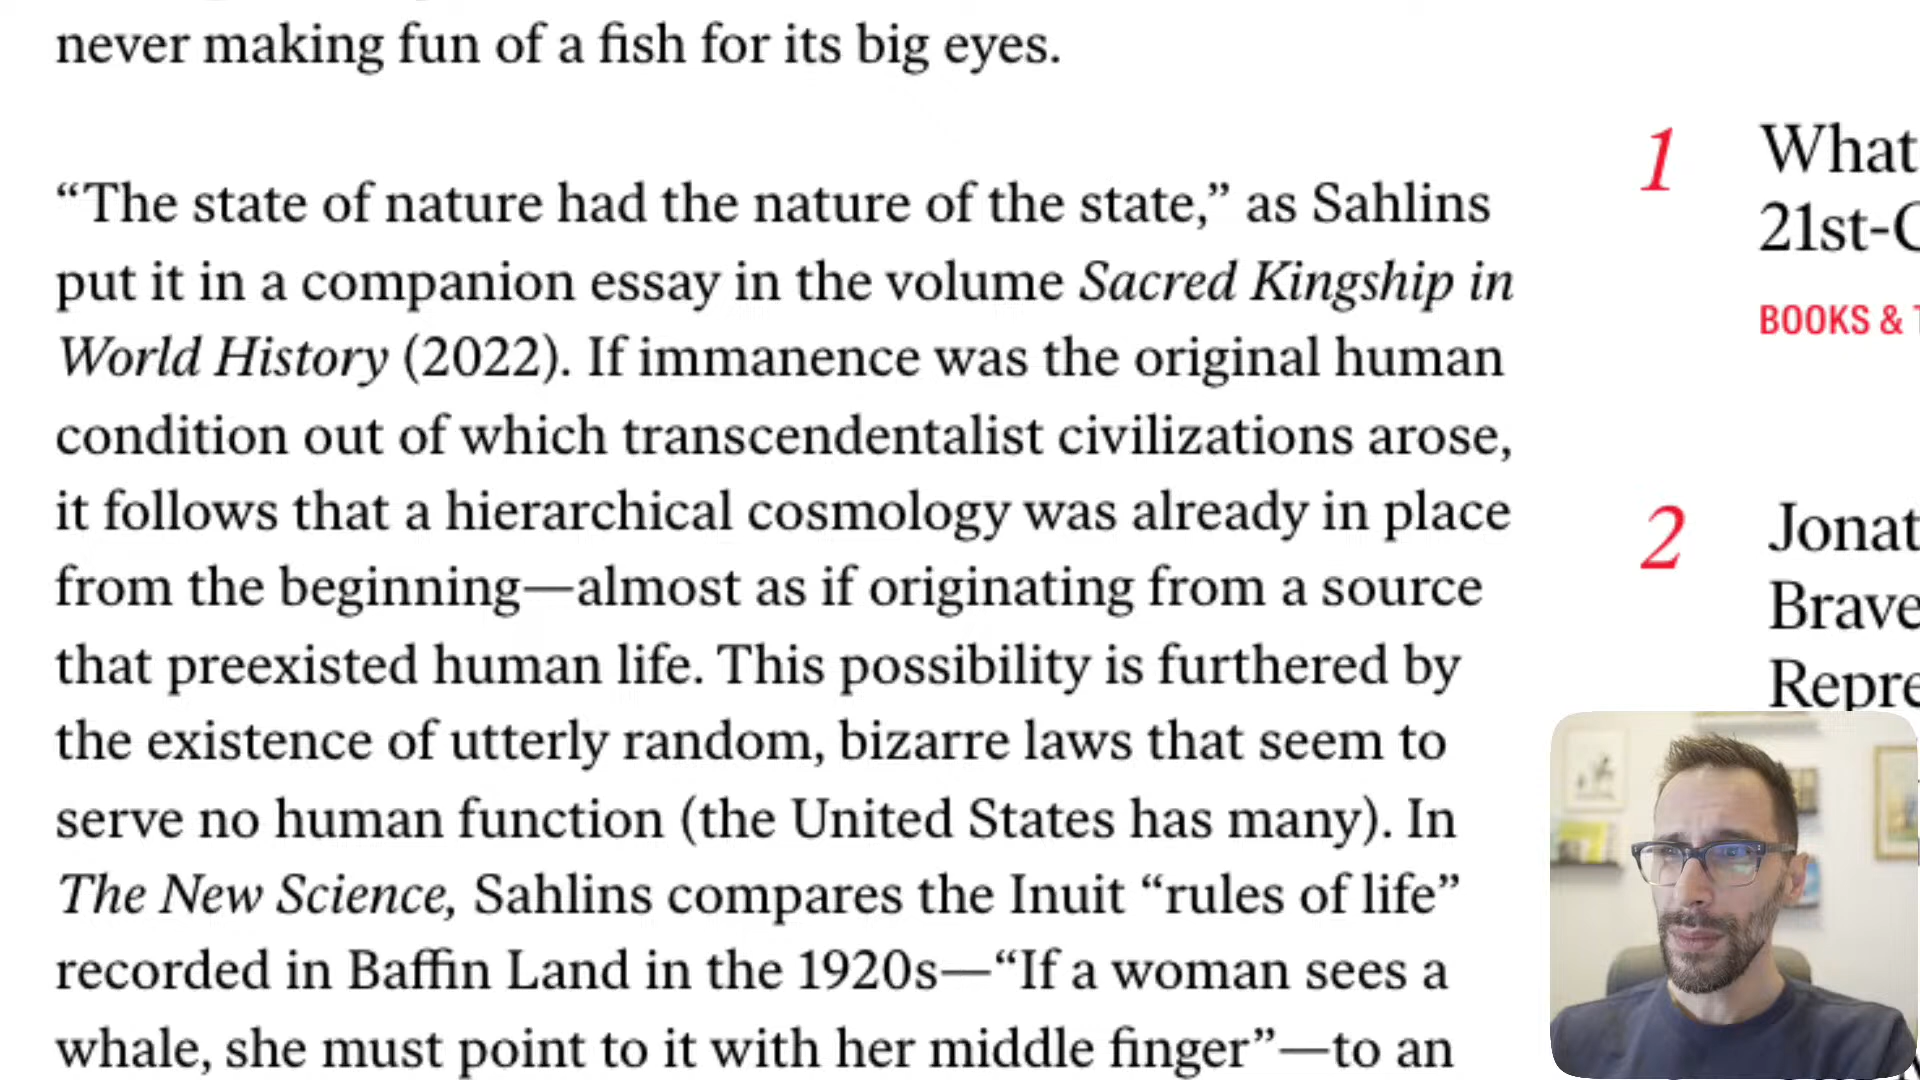 never making fun of a fish for its big eyes.
“The state of nature had the nature of the state,” as Sahlins
put it in a companion essay in the volume Sacred Kingship in
World History (2022). If immanence was the original human
condition out of which transcendentalist civilizations arose,
it follows that a hierarchical cosmology was already in place
from the beginning—almost as if originating from a source
that preexisted human life. This possibility is furthered by
the existence of utterly random, bizarre laws that seem to
serve no human function (the United States has many). In
The New Science, Sahlins compares the Inuit “rules of life”
recorded in Baffin Land in the 1920s—“If a woman sees a
whale, she must point to it with her middle finger”—to an
1
What
21st-C
BOOKS &
2
Jonat
Brave
Repre